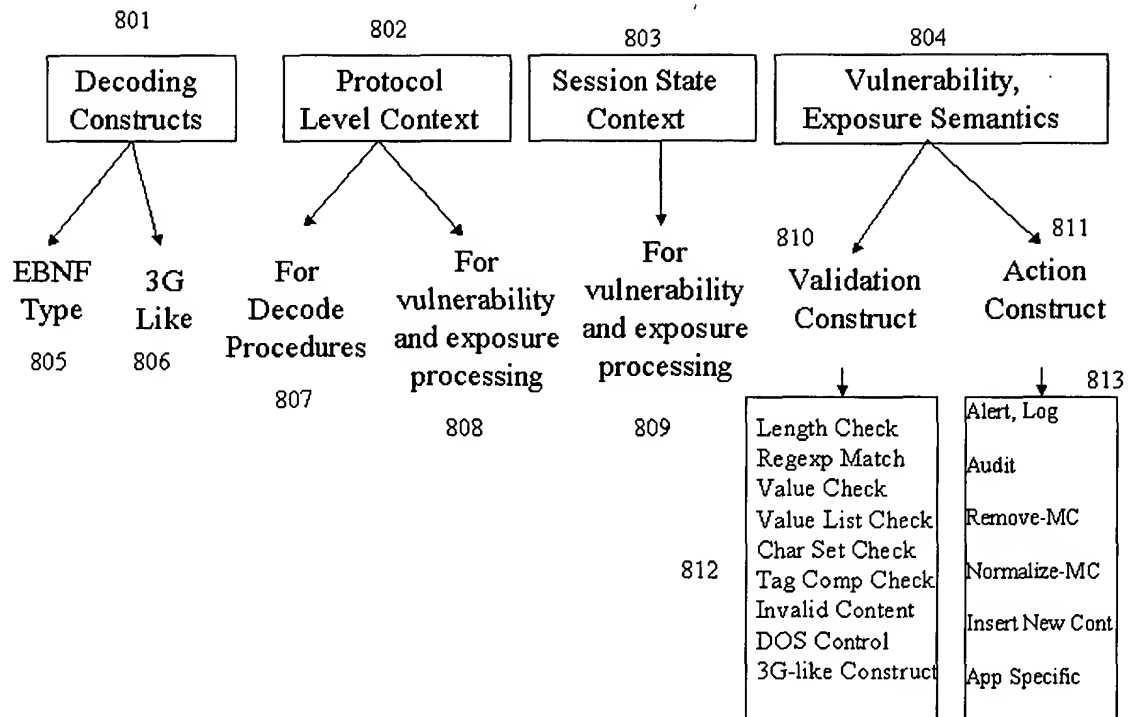 801
802
803
804
Decoding
Constructs
Protocol
Level Context
Session State
Context
Vulnerability,
Exposure Semantics
EBNF
Type
805
3G
Like
806
For
Decode
Procedures
807
For
vulnerability
and exposure
processing
808
For
vulnerability
and exposure
processing
809
810
Validation
Construct
811
Action
Construct
812
Length Check
Regexp Match
Value Check
Value List Check
Char Set Check
Tag Comp Check
Invalid Content
DOS Control
3G-like Construct
813
Alert, Log
Audit
Remove-MC
Normalize-MC
Insert New Cont
App Specific